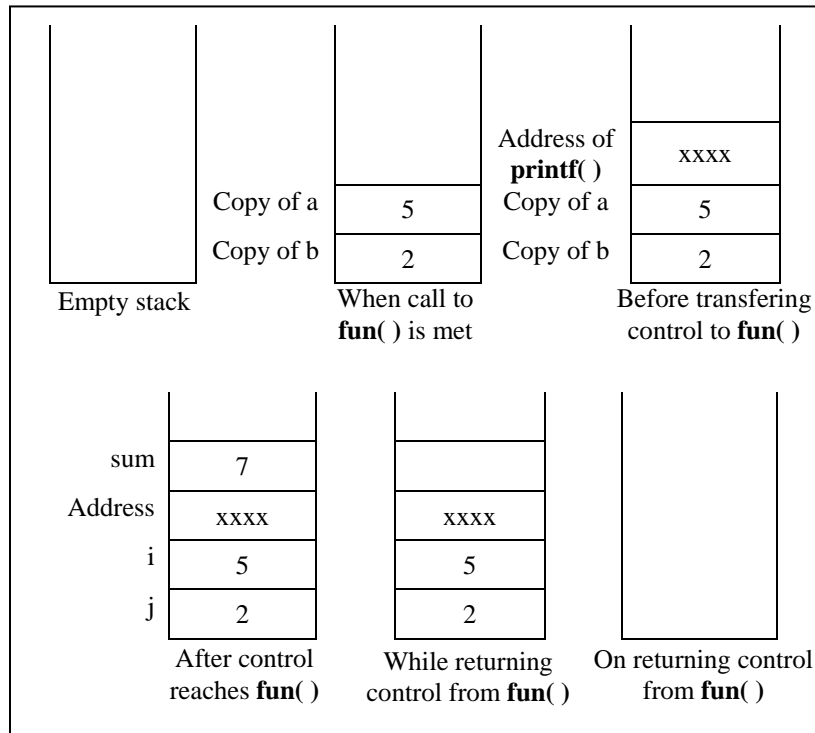 Address of
printf( )
xxxx
Copy of a
5
Copy of a
5
Copy of b
2
Copy of b
2
Empty stack
When call to
fun( ) is met
Before transfering
control to fun( )
sum
7
Address
xxxx
xxxx
i
5
5
j
2
2
After control
reaches fun( )
While returning
control from fun( )
On returning control
from fun( )